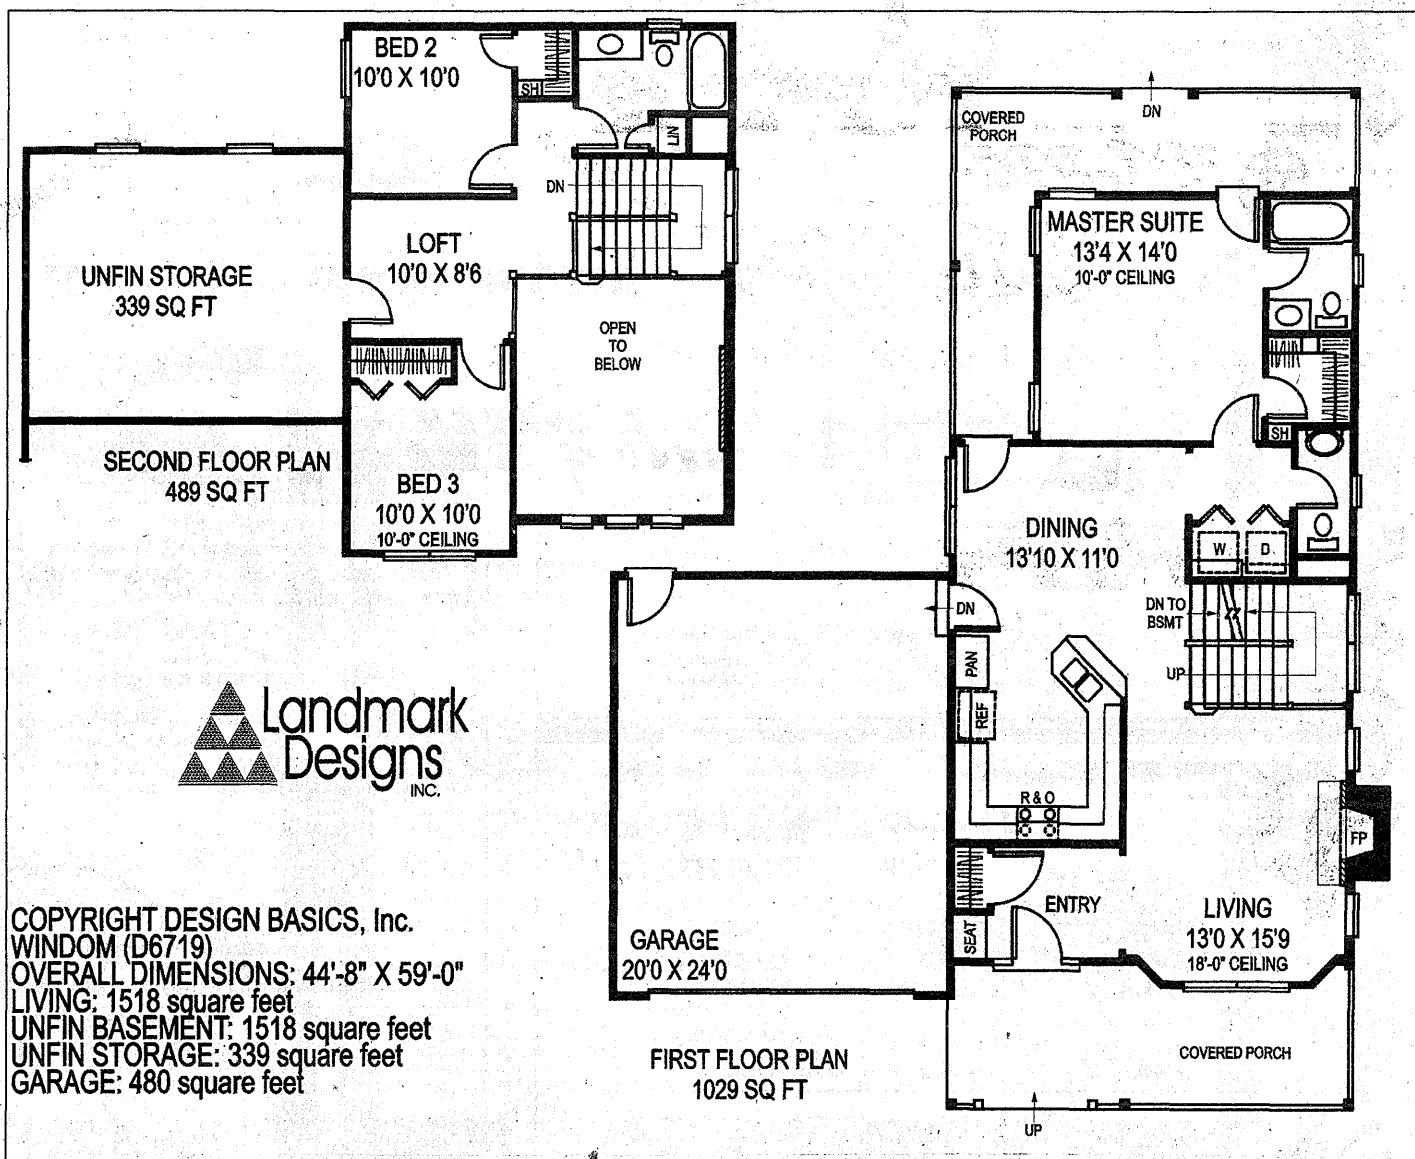 BED 2
10'0 X 10'0
SH
LIN
DN
LOFT
10'0 X 8'6
UNFIN STORAGE
339 SQ FT
OPEN
TO
BELOW
SECOND FLOOR PLAN
489 SQ FT
BED 3
10'0 X 10'0
10'-0" CEILING
DN
COVERED
PORCH
MASTER SUITE
13'4 X 14'0
10'-0" CEILING
SH
DINING
13'10 X 11'0
W
D
DN
DN TO
BSMT
UP
PAN
REF
R & O
FP
ENTRY
SEAT
LIVING
13'0 X 15'9
18'-0" CEILING
GARAGE
20'0 X 24'0
COVERED PORCH
UP
FIRST FLOOR PLAN
1029 SQ FT
Landmark
Designs
INC.
COPYRIGHT DESIGN BASICS, Inc.
WINDOM (D6719)
OVERALL DIMENSIONS: 44'-8" X 59'-0"
LIVING: 1518 square feet
UNFIN BASEMENT: 1518 square feet
UNFIN STORAGE: 339 square feet
GARAGE: 480 square feet